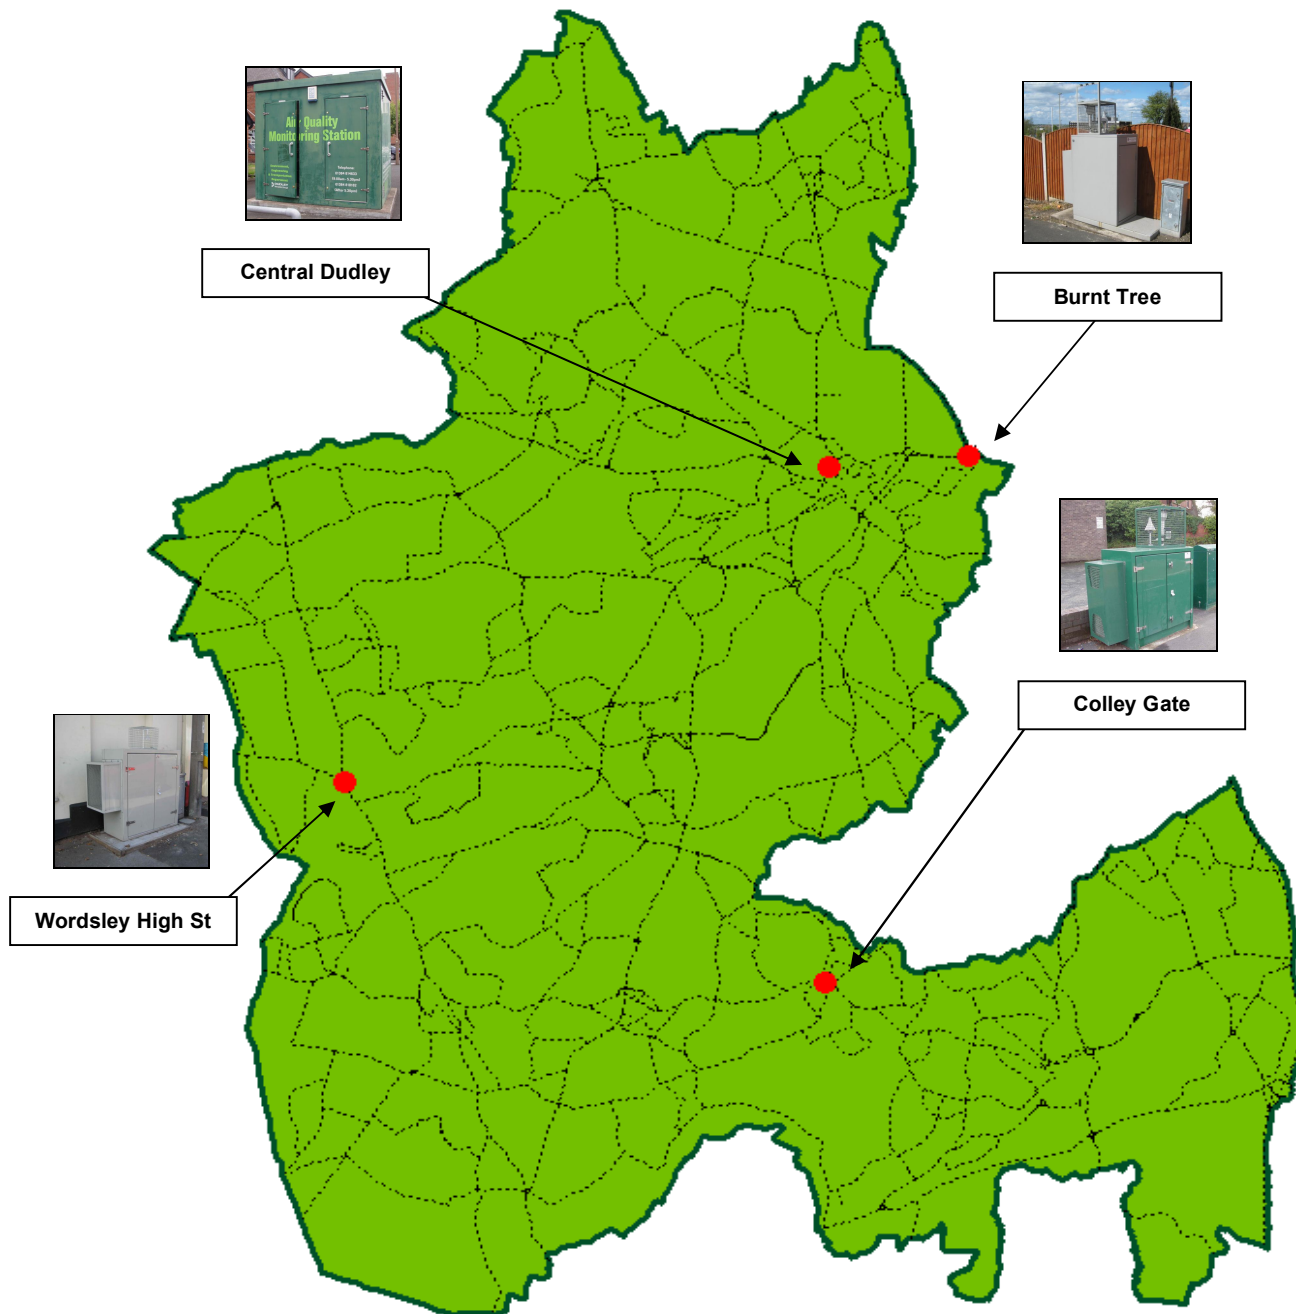 Air Quality
Monitoring Station
Central Dudley
Burnt Tree
Colley Gate
Wordsley High St